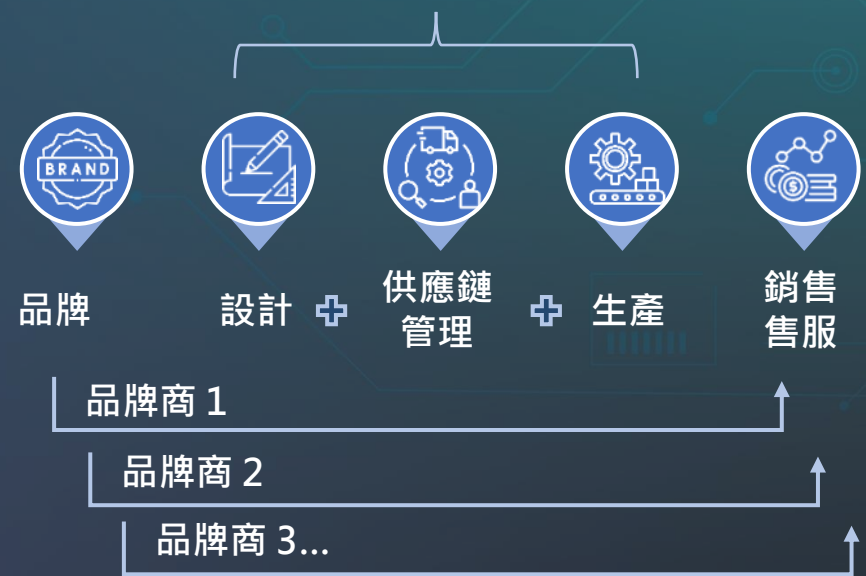 BRAND
品牌
設計
供應鏈
管理
生產
銷售
售服
品牌商 1
品牌商 2
品牌商 3...